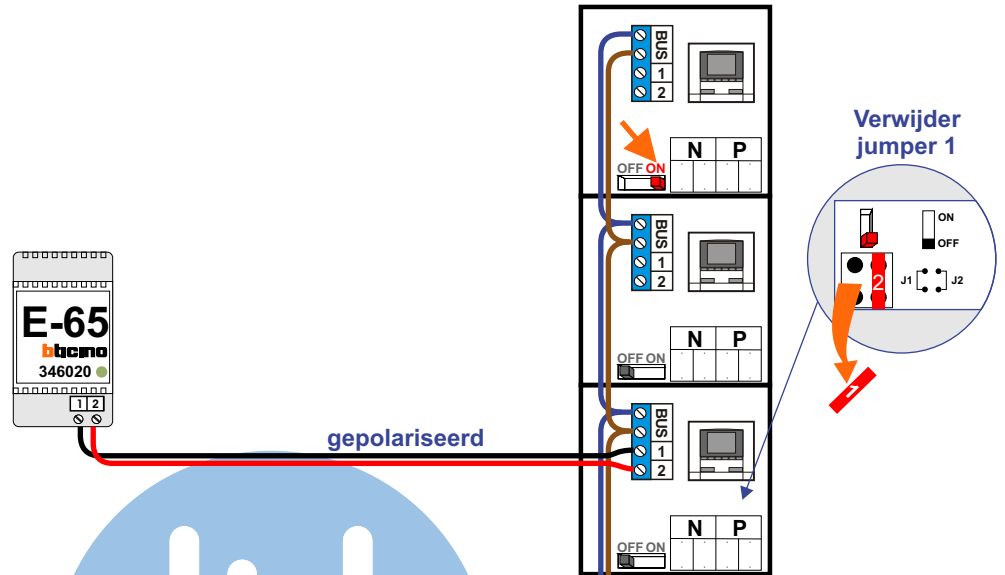 BUS
1
2
N P
OFF ON
Verwijder
jumper 1
ON
OFF
2
J1 J2
1
BUS
1
2
N P
OFF ON
E-65
bticino
346020
1 2
gepolariseerd
BUS
1
2
N P
OFF ON